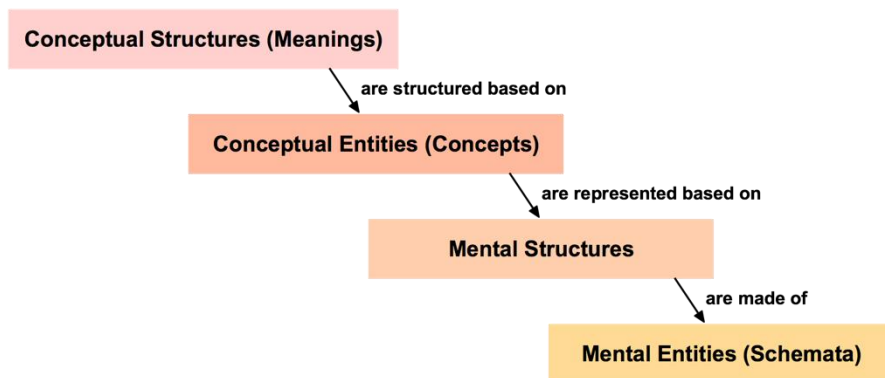 Conceptual Structures (Meanings)
are structured based on
Conceptual Entities (Concepts)
are represented based on
Mental Structures
are made of
Mental Entities (Schemata)